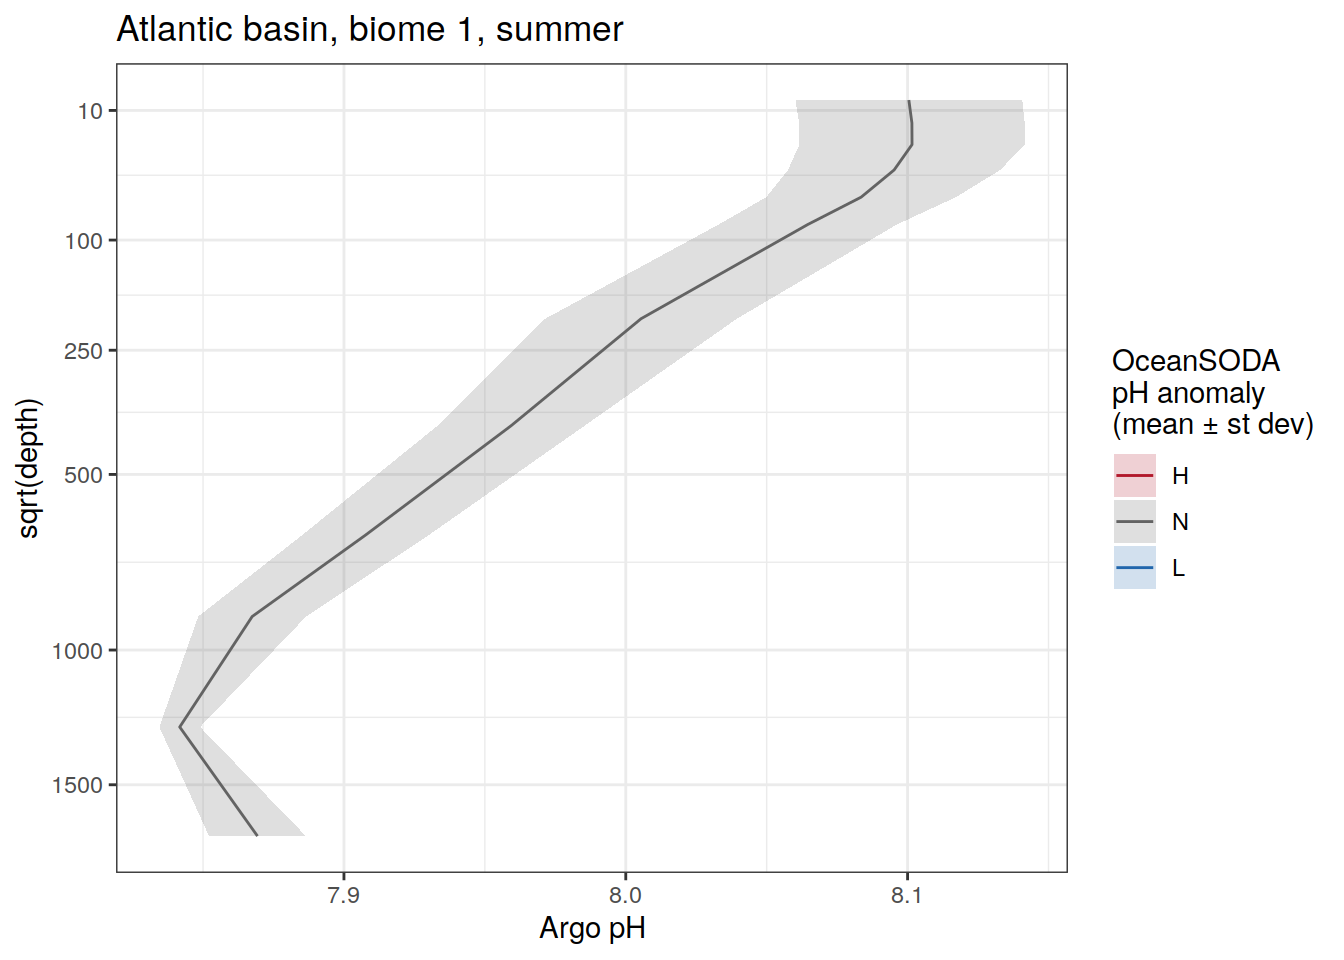 Atlantic basin, biome 1, summer
10
100
250
500
1000
1500
sqrt(depth)
7.9
8.0
8.1
Argo pH
OceanSODA
pH anomaly
(mean ± st dev)
H
N
L